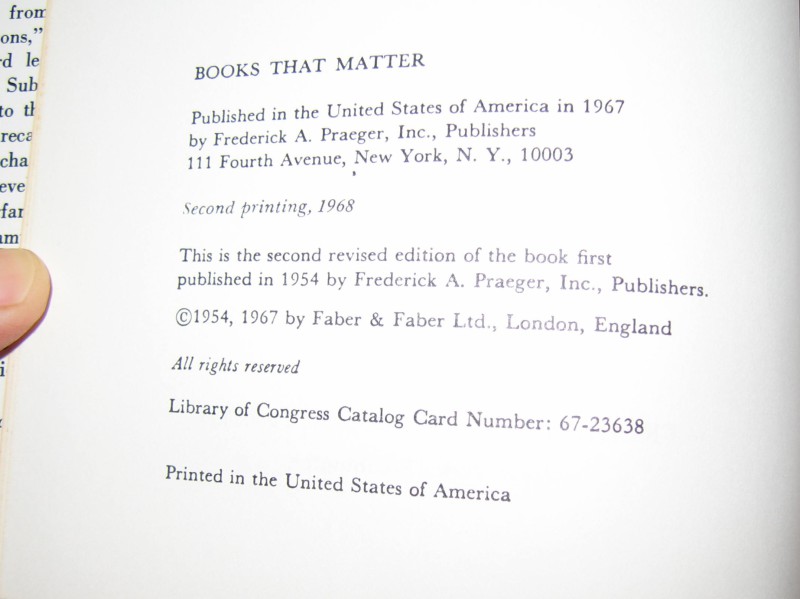 from
ons,"
BOOKS THAT MATTER
Published in the United States of America in 1967
by Frederick A. Praeger, Inc., Publishers
111 Fourth Avenue, New York, N. Y., 10003
Second printing, 1968
This is the second revised edition of the book first
published in 1954 by Frederick A. Praeger, Inc., Publishers.
©1954, 1967 by Faber & Faber Ltd., London, England
All rights reserved
Library of Congress Catalog Card Number: 67-23638
Printed in the United States of America